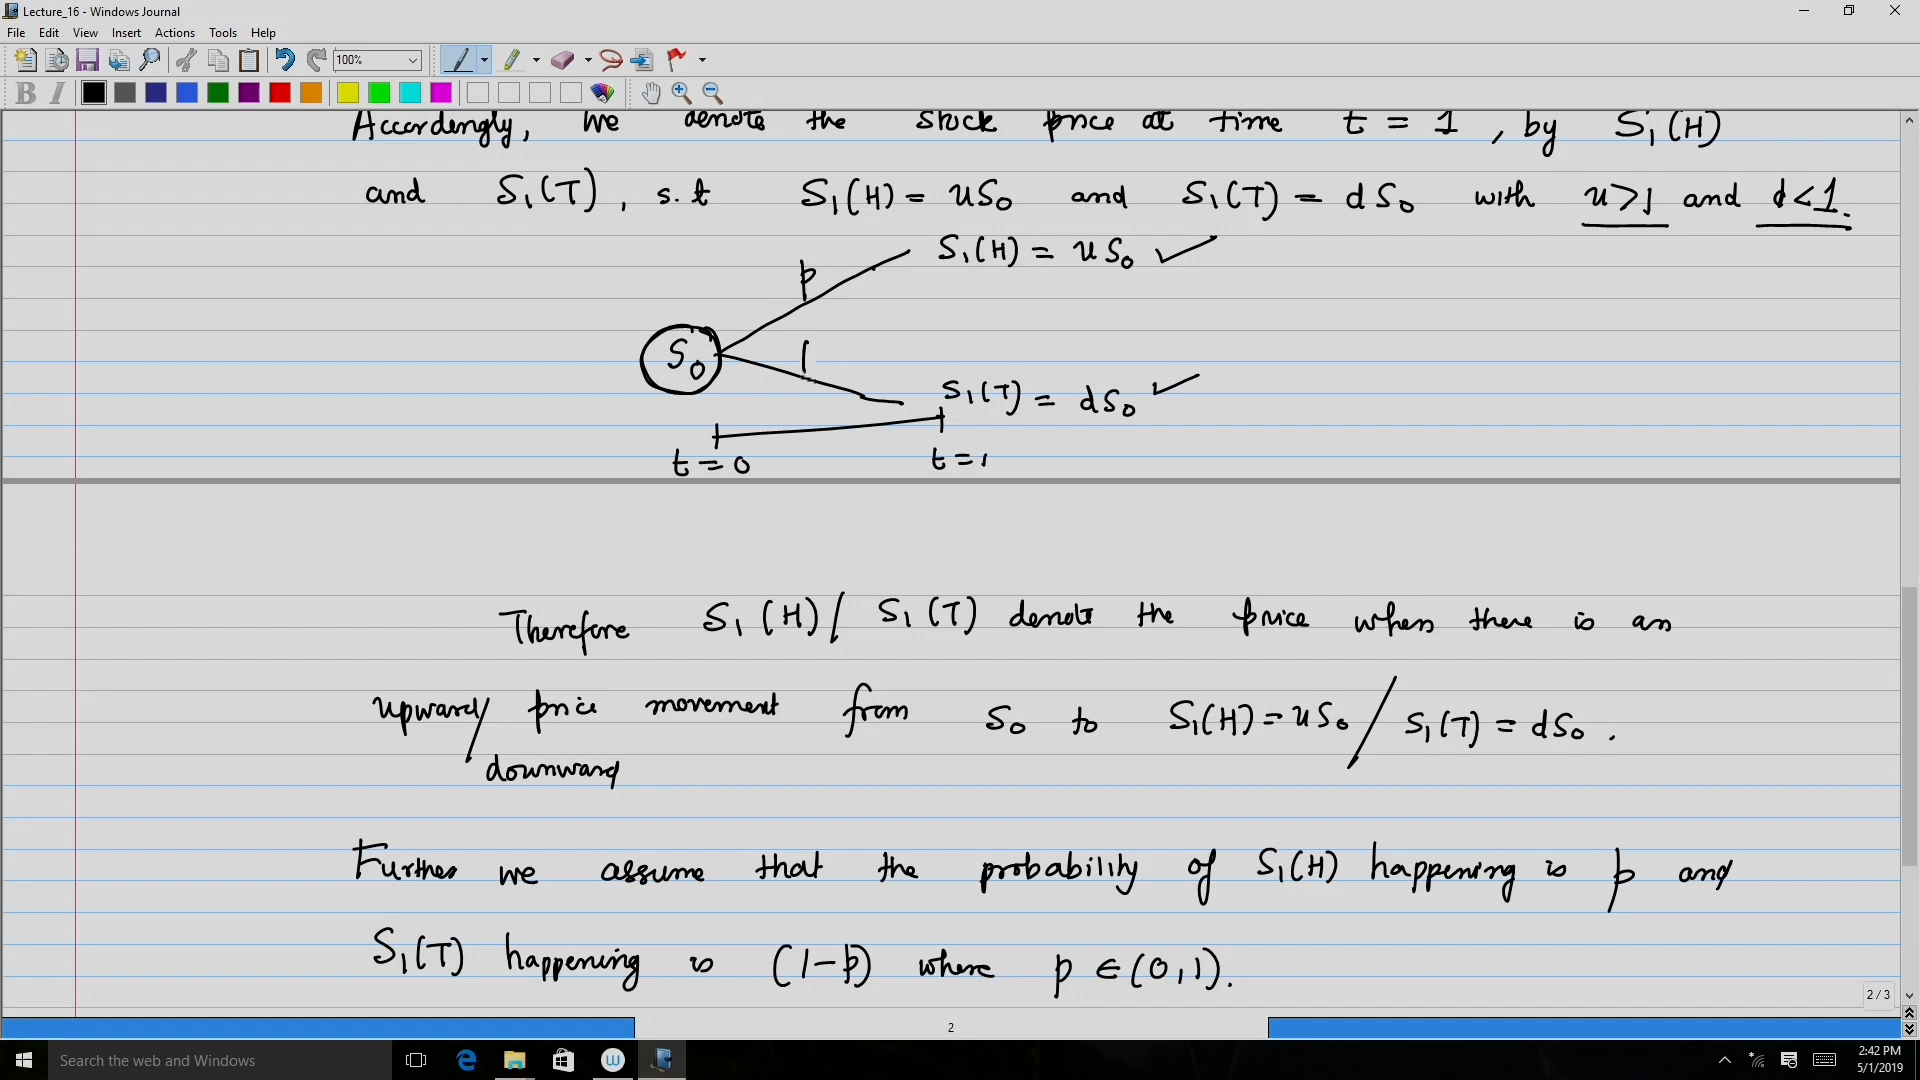 Lecture_16 - Windows Journal
File Edit View Insert Actions Tools Help
100%
B I
Accordingly, we denote the stock price at time t = 1, by S₁(H)
and S₁(T), s.t S₁(H) = uS₀ and S₁(T) = dS₀ with u>1 and d<1.
S₁(H) = uS₀ ✓
p
S₀
(
S₁(T) = dS₀ ✓
t=0 t=1
Therefore S₁(H)/ S₁(T) denote the price when there is an
upward/ price movement from S₀ to S₁(H)=uS₀ / S₁(T) = dS₀.
downward
Further we assume that the probability of S₁(H) happening is p and
S₁(T) happening is (1-p) where p ∈(0,1).
2 / 3
2
Search the web and Windows
2:42 PM
5/1/2019